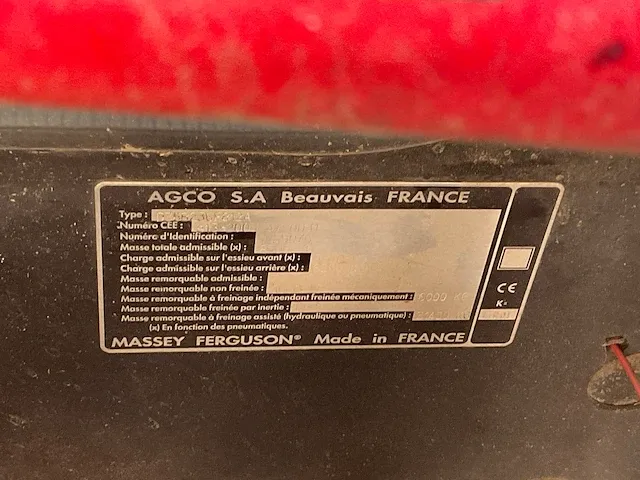 AGCO S.A Beauvais FRANCE
Type :
Numéro CEE :
Numéro d'Identification :
Masse totale admissible (x) :
Charge admissible sur l'essieu avant (x) :
Charge admissible sur l'essieu arrière (x) :
Masse remorquable admissible :
Masse remorquable non freinée :
Masse remorquable à freinage indépendant freinée mécaniquement :
Masse remorquable freinée par inertie :
Masse remorquable à freinage assisté (hydraulique ou pneumatique) :
(x) En fonction des pneumatiques.
CE
K=
MASSEY FERGUSON® Made in FRANCE